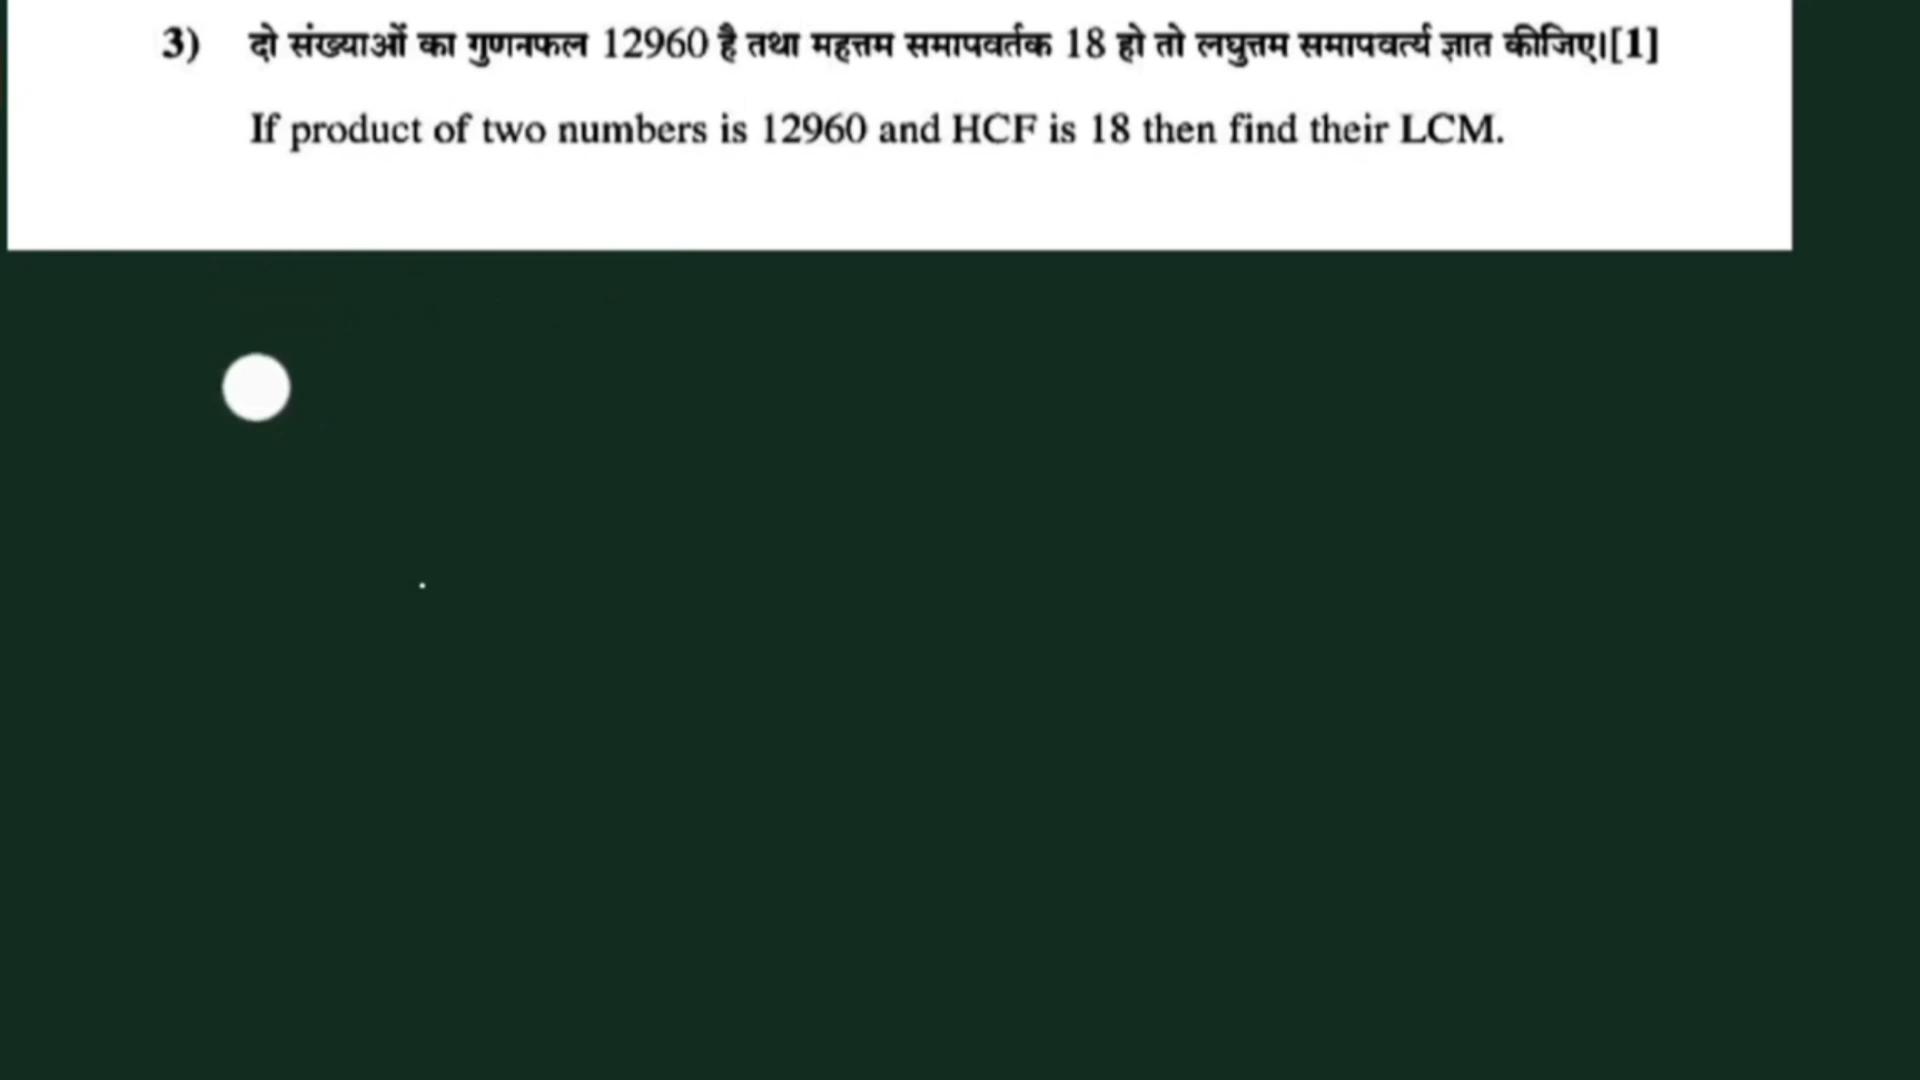 3) दो संख्याओं का गुणनफल 12960 है तथा महत्तम समापवर्तक 18 हो तो लघुत्तम समापवर्त्य ज्ञात कीजिए।[1]
If product of two numbers is 12960 and HCF is 18 then find their LCM.